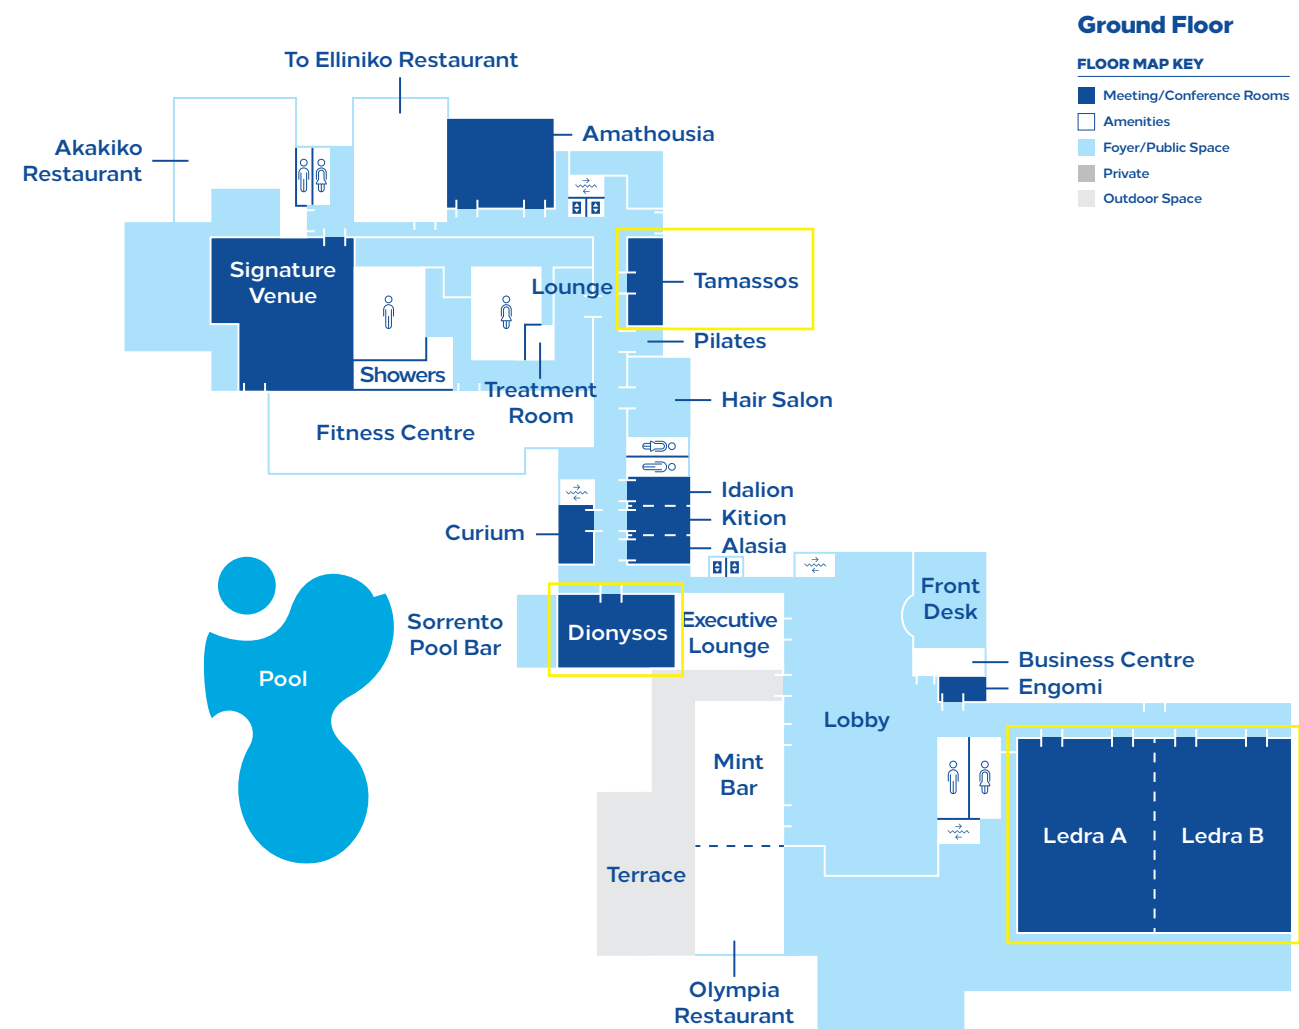 Ground Floor
FLOOR MAP KEY
Meeting/Conference Rooms
Amenities
Foyer/Public Space
Private
Outdoor Space
To Elliniko Restaurant
Akakiko
Restaurant
Amathousia
Signature
Venue
Lounge
Tamassos
Pilates
Showers
Treatment
Room
Hair Salon
Fitness Centre
Idalion
Kition
Alasia
Curium
Front
Desk
Sorrento
Pool Bar
Dionysos
Executive
Lounge
Business Centre
Engomi
Pool
Lobby
Mint
Bar
Ledra A
Ledra B
Terrace
Olympia
Restaurant